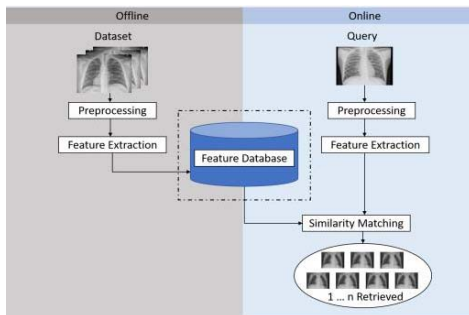 Offline
Online
Dataset
Query
Preprocessing
Preprocessing
Feature Extraction
Feature Extraction
Feature Database
Similarity Matching
1 ... n Retrieved